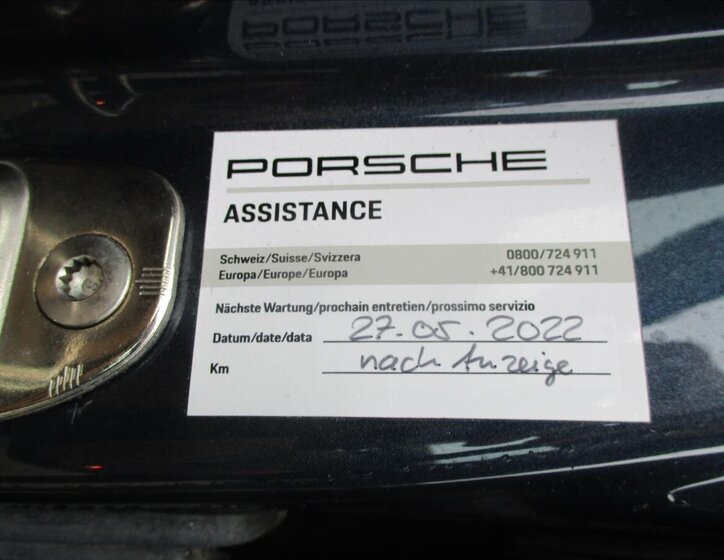 PORSCHE
ASSISTANCE
Schweiz/Suisse/Svizzera 0800/724 911
Europa/Europe/Europa +41/800 724 911
Nächste Wartung/prochain entretien/prossimo servizio
Datum/date/data 27.05.2022
Km nach Anzeige